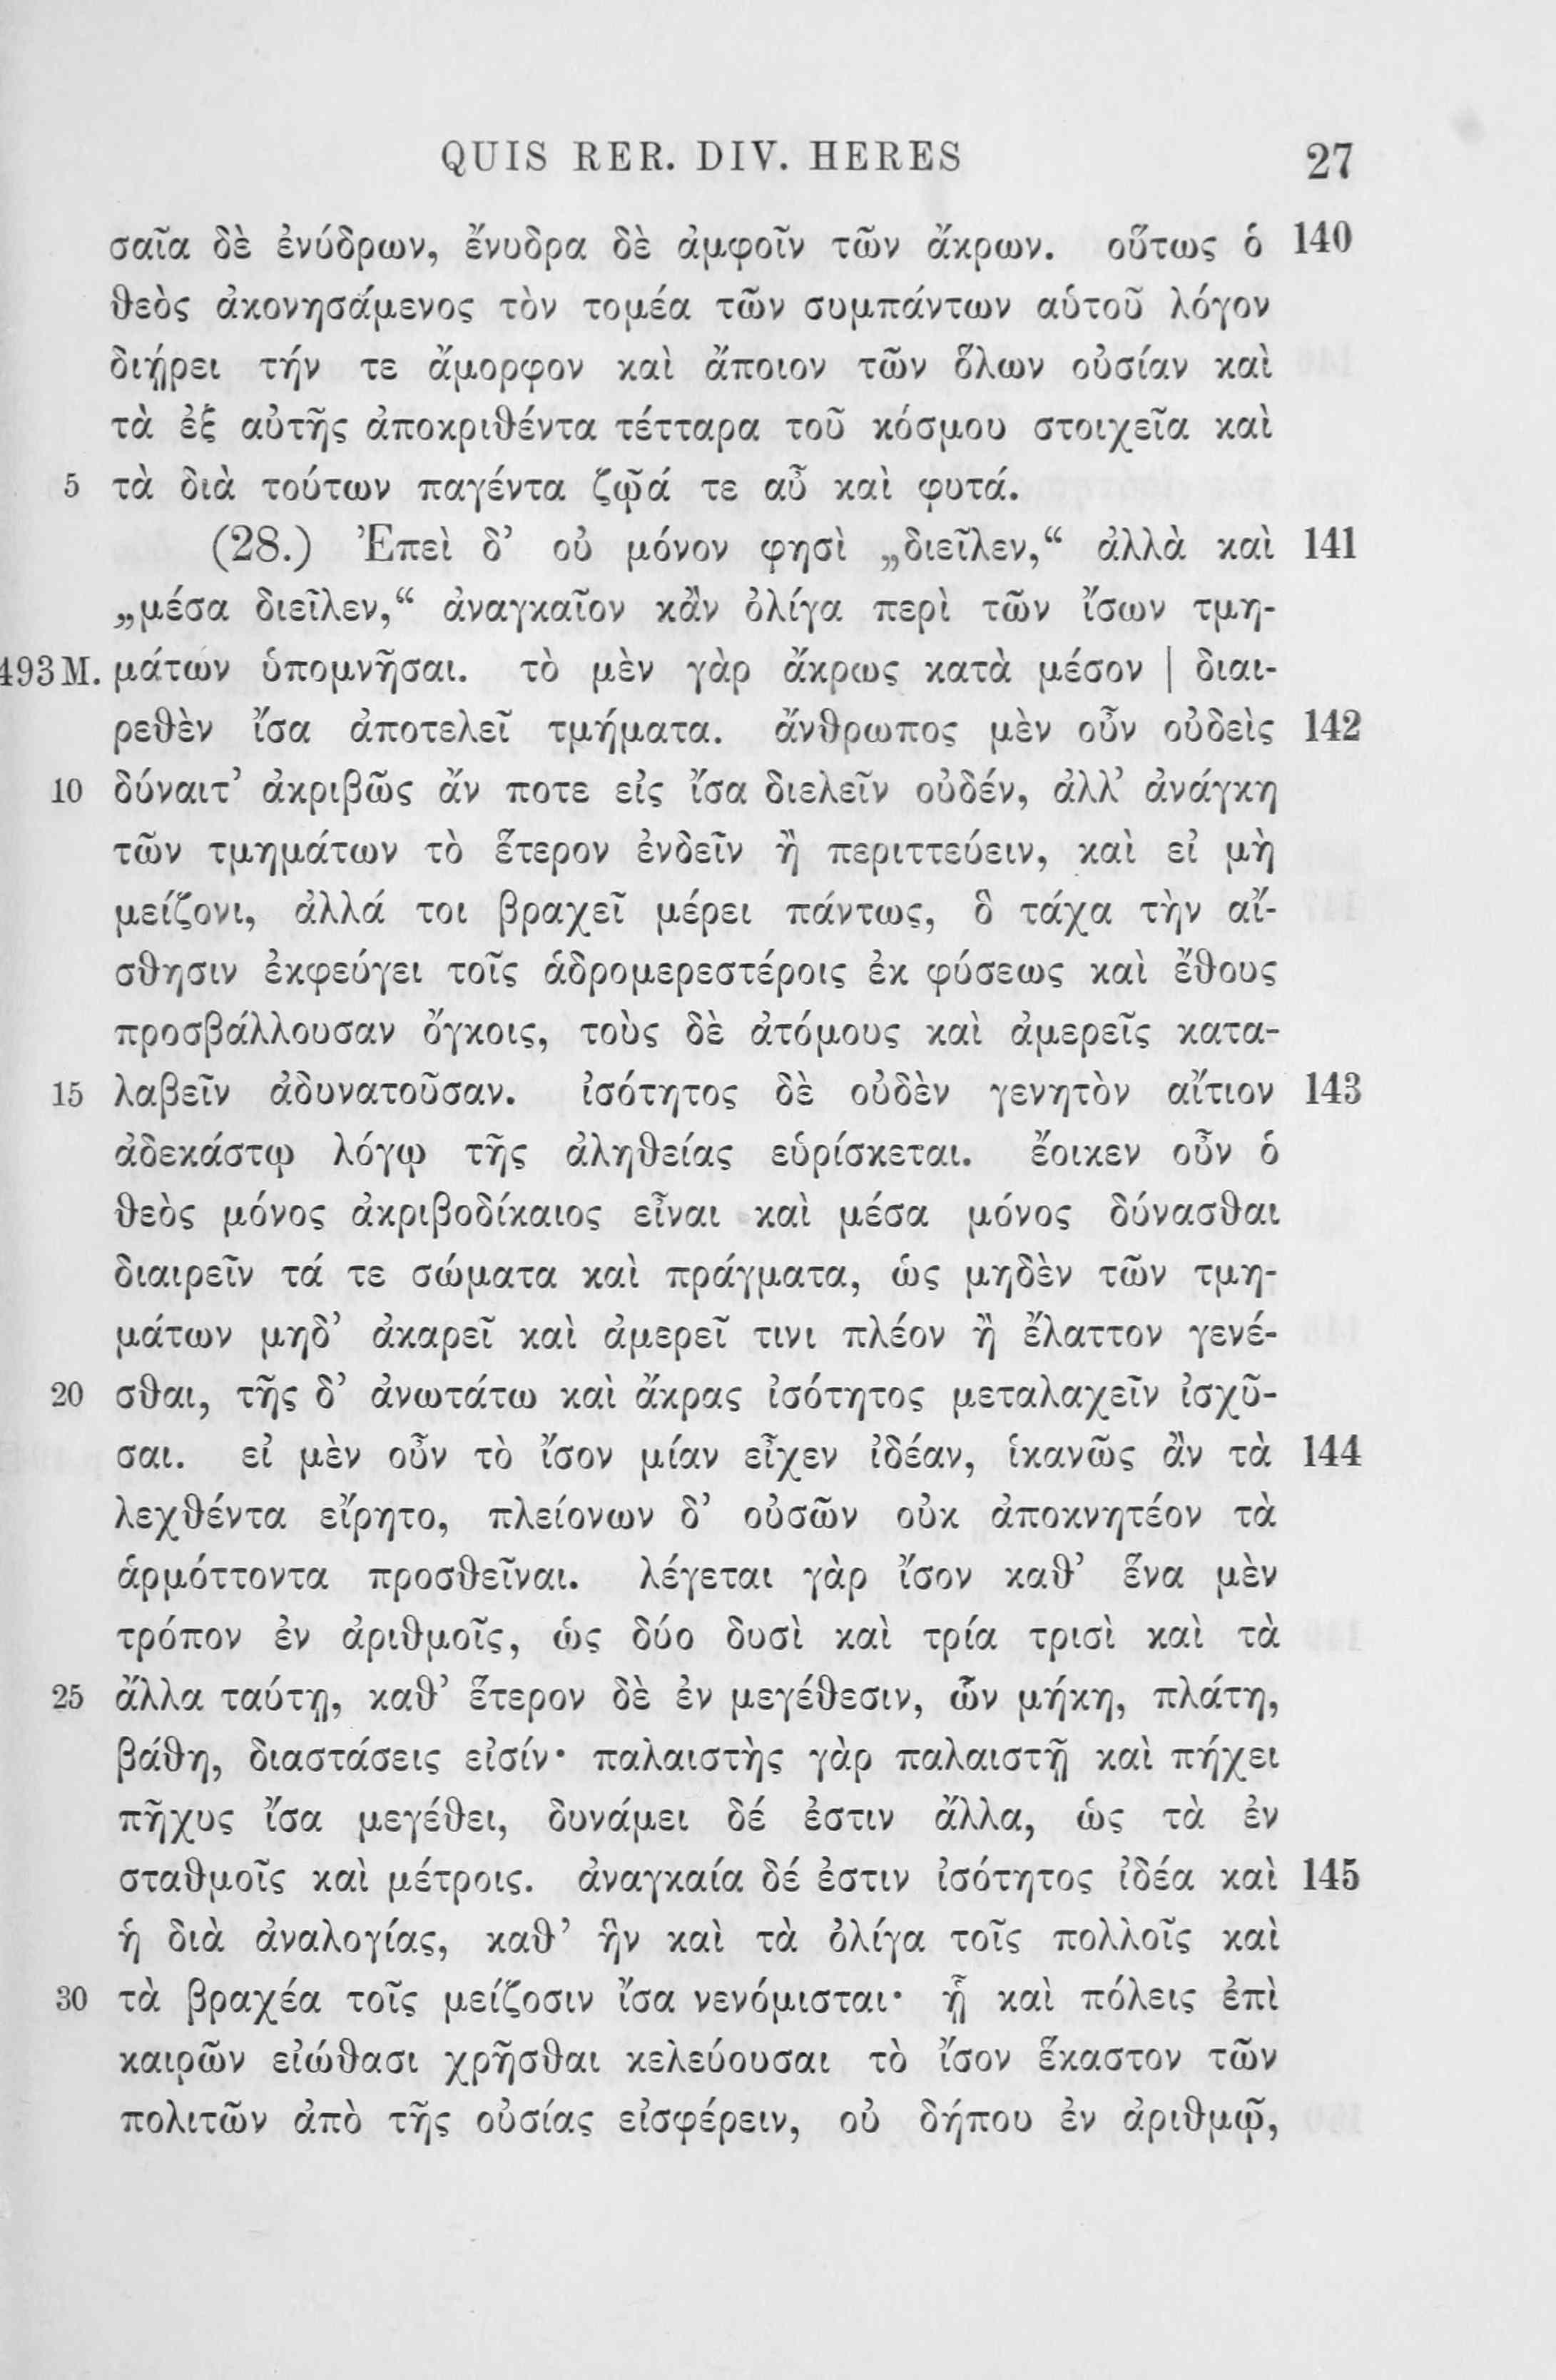 QUIS RER. DIV. HERES 27
σαῖα δὲ ἐνύδρων, ἔνυδρα δὲ ἀμφοῖν τῶν ἄκρων. οὕτως ὁ 140
θεὸς ἀκονησάμενος τὸν τομέα τῶν συμπάντων αὑτοῦ λόγον
διῄρει τήν τε ἄμορφον καὶ ἄποιον τῶν ὅλων οὐσίαν καὶ
τὰ ἐξ αὐτῆς ἀποκριθέντα τέτταρα τοῦ κόσμου στοιχεῖα καὶ
5 τὰ διὰ τούτων παγέντα ζῷά τε αὖ καὶ φυτά.
(28.) Ἐπεὶ δ’ οὐ μόνον φησὶ „διεῖλεν,“ ἀλλὰ καὶ 141
„μέσα διεῖλεν,“ ἀναγκαῖον κἂν ὀλίγα περὶ τῶν ἴσων τμη-
493 M. μάτων ὑπομνῆσαι. τὸ μὲν γὰρ ἄκρως κατὰ μέσον | διαι-
ρεθὲν ἴσα ἀποτελεῖ τμήματα. ἄνθρωπος μὲν οὖν οὐδεὶς 142
10 δύναιτ’ ἀκριβῶς ἄν ποτε εἰς ἴσα διελεῖν οὐδέν, ἀλλ’ ἀνάγκη
τῶν τμημάτων τὸ ἕτερον ἐνδεῖν ἢ περιττεύειν, καὶ εἰ μὴ
μείζονι, ἀλλά τοι βραχεῖ μέρει πάντως, ὃ τάχα τὴν αἴ-
σθησιν ἐκφεύγει τοῖς ἁδρομερεστέροις ἐκ φύσεως καὶ ἔθους
προσβάλλουσαν ὄγκοις, τοὺς δὲ ἀτόμους καὶ ἀμερεῖς κατα-
15 λαβεῖν ἀδυνατοῦσαν. ἰσότητος δὲ οὐδὲν γενητὸν αἴτιον 143
ἀδεκάστῳ λόγῳ τῆς ἀληθείας εὑρίσκεται. ἔοικεν οὖν ὁ
θεὸς μόνος ἀκριβοδίκαιος εἶναι καὶ μέσα μόνος δύνασθαι
διαιρεῖν τά τε σώματα καὶ πράγματα, ὡς μηδὲν τῶν τμη-
μάτων μηδ’ ἀκαρεῖ καὶ ἀμερεῖ τινι πλέον ἢ ἔλαττον γενέ-
20 σθαι, τῆς δ’ ἀνωτάτω καὶ ἄκρας ἰσότητος μεταλαχεῖν ἰσχῦ-
σαι. εἰ μὲν οὖν τὸ ἴσον μίαν εἶχεν ἰδέαν, ἱκανῶς ἂν τὰ 144
λεχθέντα εἴρητο, πλείονων δ’ οὐσῶν οὐκ ἀποκνητέον τὰ
ἁρμόττοντα προσθεῖναι. λέγεται γὰρ ἴσον καθ’ ἕνα μὲν
τρόπον ἐν ἀριθμοῖς, ὡς δύο δυσὶ καὶ τρία τρισὶ καὶ τὰ
25 ἄλλα ταύτῃ, καθ’ ἕτερον δὲ ἐν μεγέθεσιν, ὧν μήκη, πλάτη,
βάθη, διαστάσεις εἰσίν· παλαιστὴς γὰρ παλαιστῇ καὶ πήχει
πῆχυς ἴσα μεγέθει, δυνάμει δέ ἐστιν ἄλλα, ὡς τὰ ἐν
σταθμοῖς καὶ μέτροις. ἀναγκαία δέ ἐστιν ἰσότητος ἰδέα καὶ 145
ἡ διὰ ἀναλογίας, καθ’ ἣν καὶ τὰ ὀλίγα τοῖς πολλοῖς καὶ
30 τὰ βραχέα τοῖς μείζοσιν ἴσα νενόμισται· ᾗ καὶ πόλεις ἐπὶ
καιρῶν εἰώθασι χρῆσθαι κελεύουσαι τὸ ἴσον ἕκαστον τῶν
πολιτῶν ἀπὸ τῆς οὐσίας εἰσφέρειν, οὐ δήπου ἐν ἀριθμῷ,